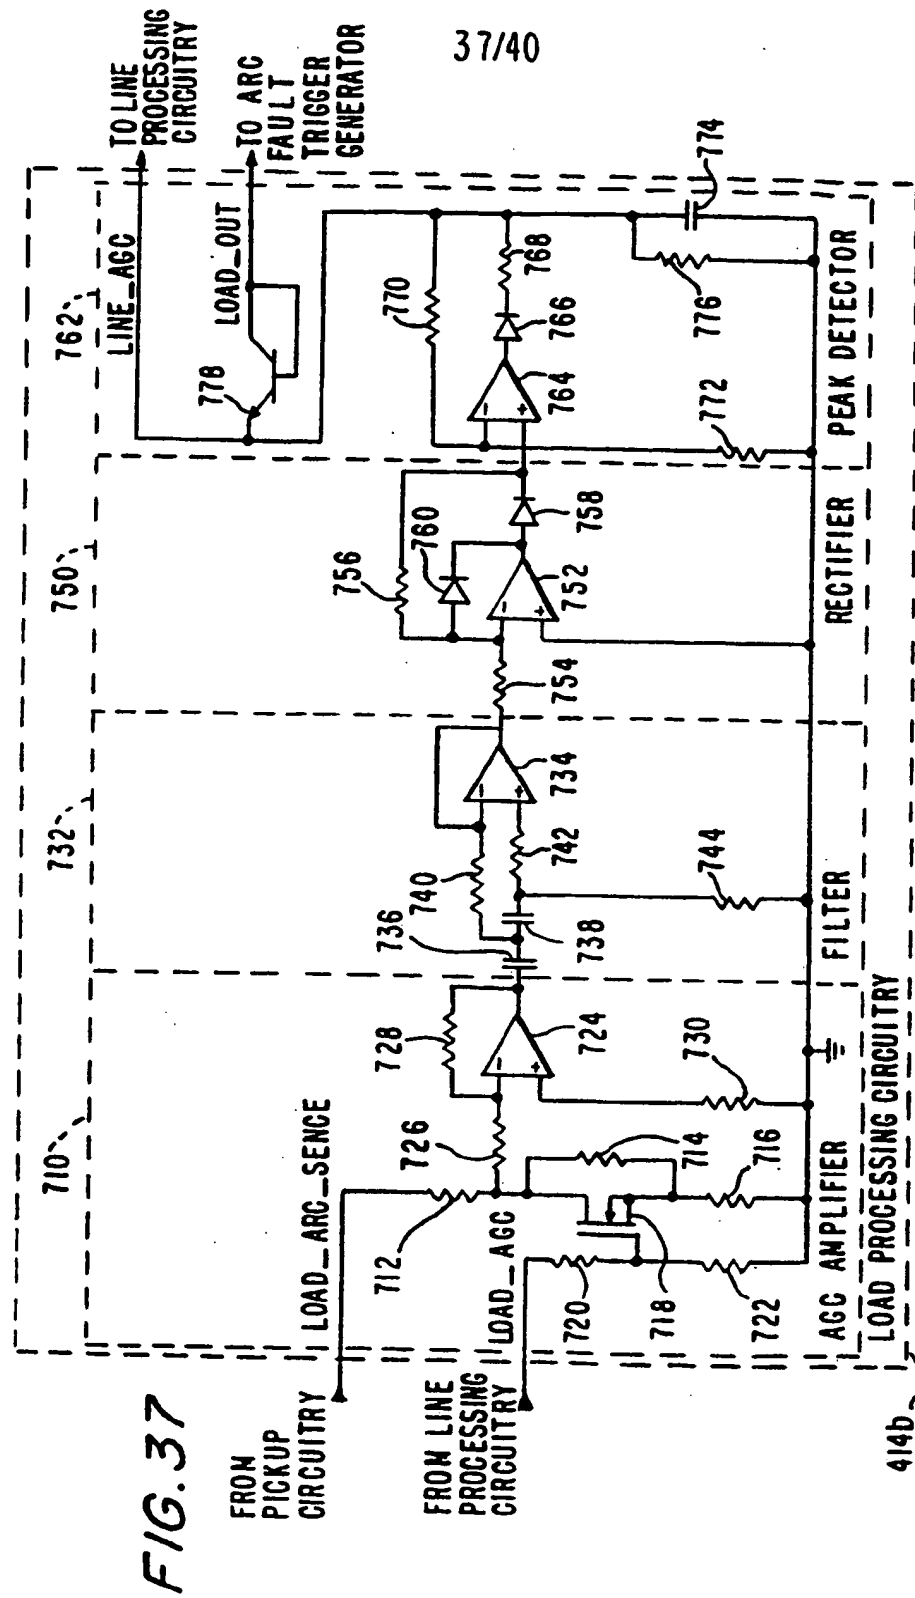 37/40
FIG. 37
FROM
PICKUP
CIRCUITRY
FROM LINE
PROCESSING
CIRCUITRY
TO LINE
PROCESSING
CIRCUITRY
TO ARC
FAULT
TRIGGER
GENERATOR
710
732
750
762
LOAD_ARC_SENCE
LOAD_AGC
LINE_AGC
LOAD_OUT
778
712
726
728
724
714
716
718
720
722
730
736
740
738
742
734
744
756
760
754
752
758
770
764
766
768
772
776
774
AGC AMPLIFIER
FILTER
RECTIFIER
PEAK DETECTOR
LOAD PROCESSING CIRCUITRY
414b
- +
- +
- +
- +